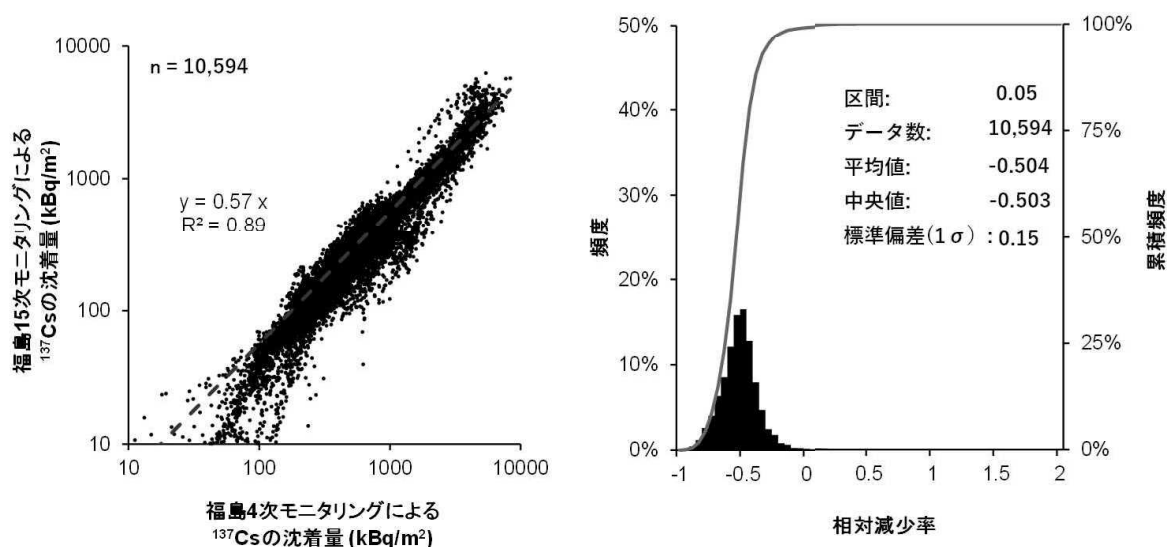 10000
1000
100
10
10
100
1000
10000
n = 10,594
y = 0.57 x
R² = 0.89
福島15次モニタリングによる
¹³⁷Csの沈着量 (kBq/m²)
福島4次モニタリングによる
¹³⁷Csの沈着量 (kBq/m²)
50%
40%
30%
20%
10%
0%
頻度
区間: 0.05
データ数: 10,594
平均値: -0.504
中央値: -0.503
標準偏差(1σ) : 0.15
100%
75%
50%
25%
0%
累積頻度
-1
-0.5
0
0.5
1
1.5
2
相対減少率